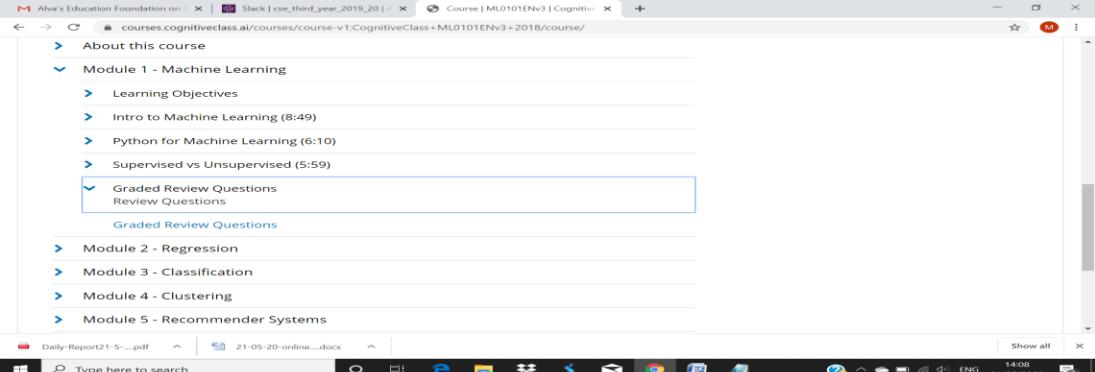 Alva's Education Foundation on
Slack | cse_third_year_2019_20 |
Course | ML0101ENv3 | Cognitive
courses.cognitiveclass.ai/courses/course-v1:CognitiveClass+ML0101ENv3+2018/course/
M
About this course
Module 1 - Machine Learning
Learning Objectives
Intro to Machine Learning (8:49)
Python for Machine Learning (6:10)
Supervised vs Unsupervised (5:59)
Graded Review Questions
Review Questions
Graded Review Questions
Module 2 - Regression
Module 3 - Classification
Module 4 - Clustering
Module 5 - Recommender Systems
Daily-Report21-5-....pdf
21-05-20-online....docx
Show all
Type here to search
ENG
14:08